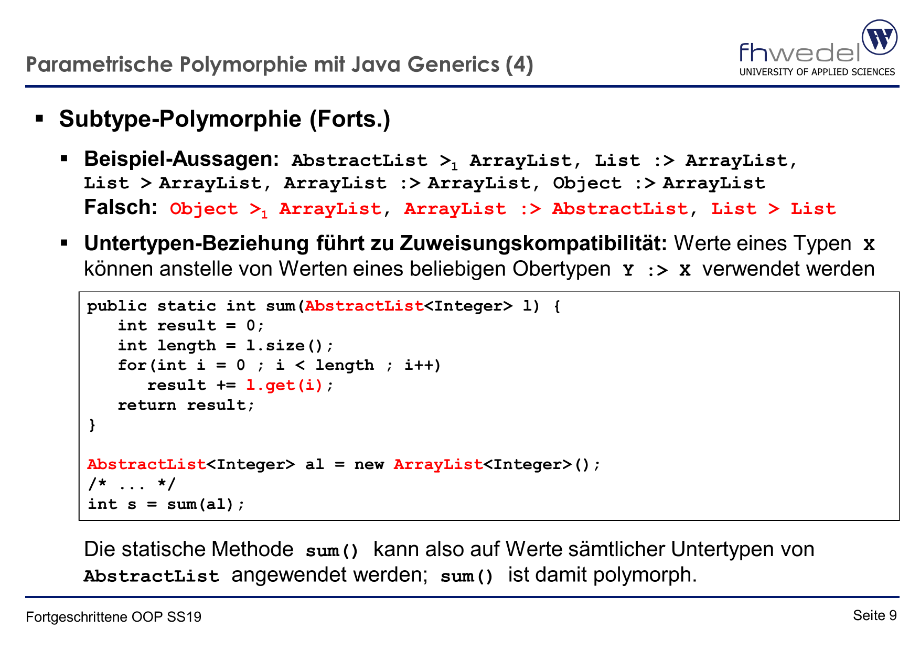 Parametrische Polymorphie mit Java Generics (4)
fhwedel
UNIVERSITY OF APPLIED SCIENCES
W
▪ Subtype-Polymorphie (Forts.)
▪ Beispiel-Aussagen: AbstractList >₁ ArrayList, List :> ArrayList,
List > ArrayList, ArrayList :> ArrayList, Object :> ArrayList
Falsch: Object >₁ ArrayList, ArrayList :> AbstractList, List > List
▪ Untertypen-Beziehung führt zu Zuweisungskompatibilität: Werte eines Typen X
können anstelle von Werten eines beliebigen Obertypen Y :> X verwendet werden
public static int sum(AbstractList<Integer> l) {
   int result = 0;
   int length = l.size();
   for(int i = 0 ; i < length ; i++)
      result += l.get(i);
   return result;
}
AbstractList<Integer> al = new ArrayList<Integer>();
/* ... */
int s = sum(al);
Die statische Methode sum() kann also auf Werte sämtlicher Untertypen von
AbstractList angewendet werden; sum() ist damit polymorph.
Fortgeschrittene OOP SS19
Seite 9